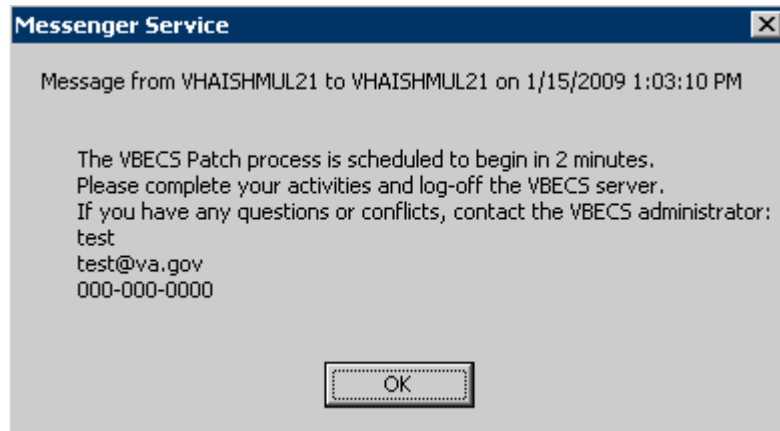 Messenger Service
Message from VHAISHMUL21 to VHAISHMUL21 on 1/15/2009 1:03:10 PM
The VBECS Patch process is scheduled to begin in 2 minutes.
Please complete your activities and log-off the VBECS server.
If you have any questions or conflicts, contact the VBECS administrator:
test
test@va.gov
000-000-0000
OK